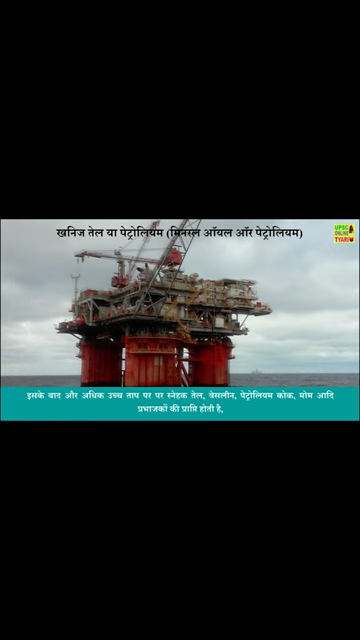 खनिज तेल या पेट्रोलियम (मिनरल ऑयल ऑर पेट्रोलियम)
UPSC
ONLINE
TYARI
इसके बाद और अधिक उच्च ताप पर पर स्नेहक तेल, वेसलीन, पेट्रोलियम कोक, मोम आदि
प्रभाजकों की प्राप्ति होती है,